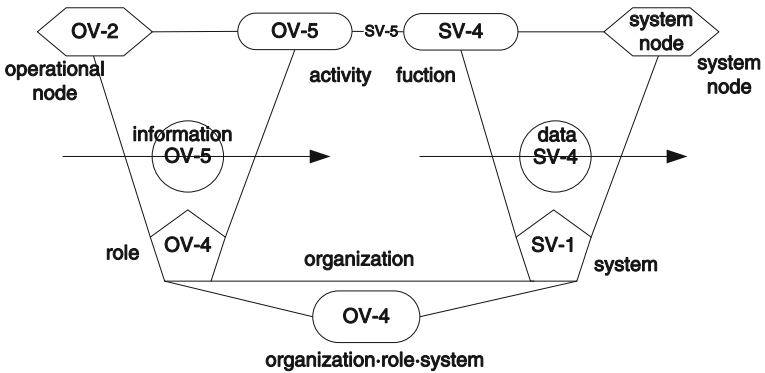 OV-2
OV-5
SV-5
SV-4
system
node
operational
node
activity
fuction
system
node
information
OV-5
data
SV-4
role
OV-4
organization
SV-1
system
OV-4
organization·role·system